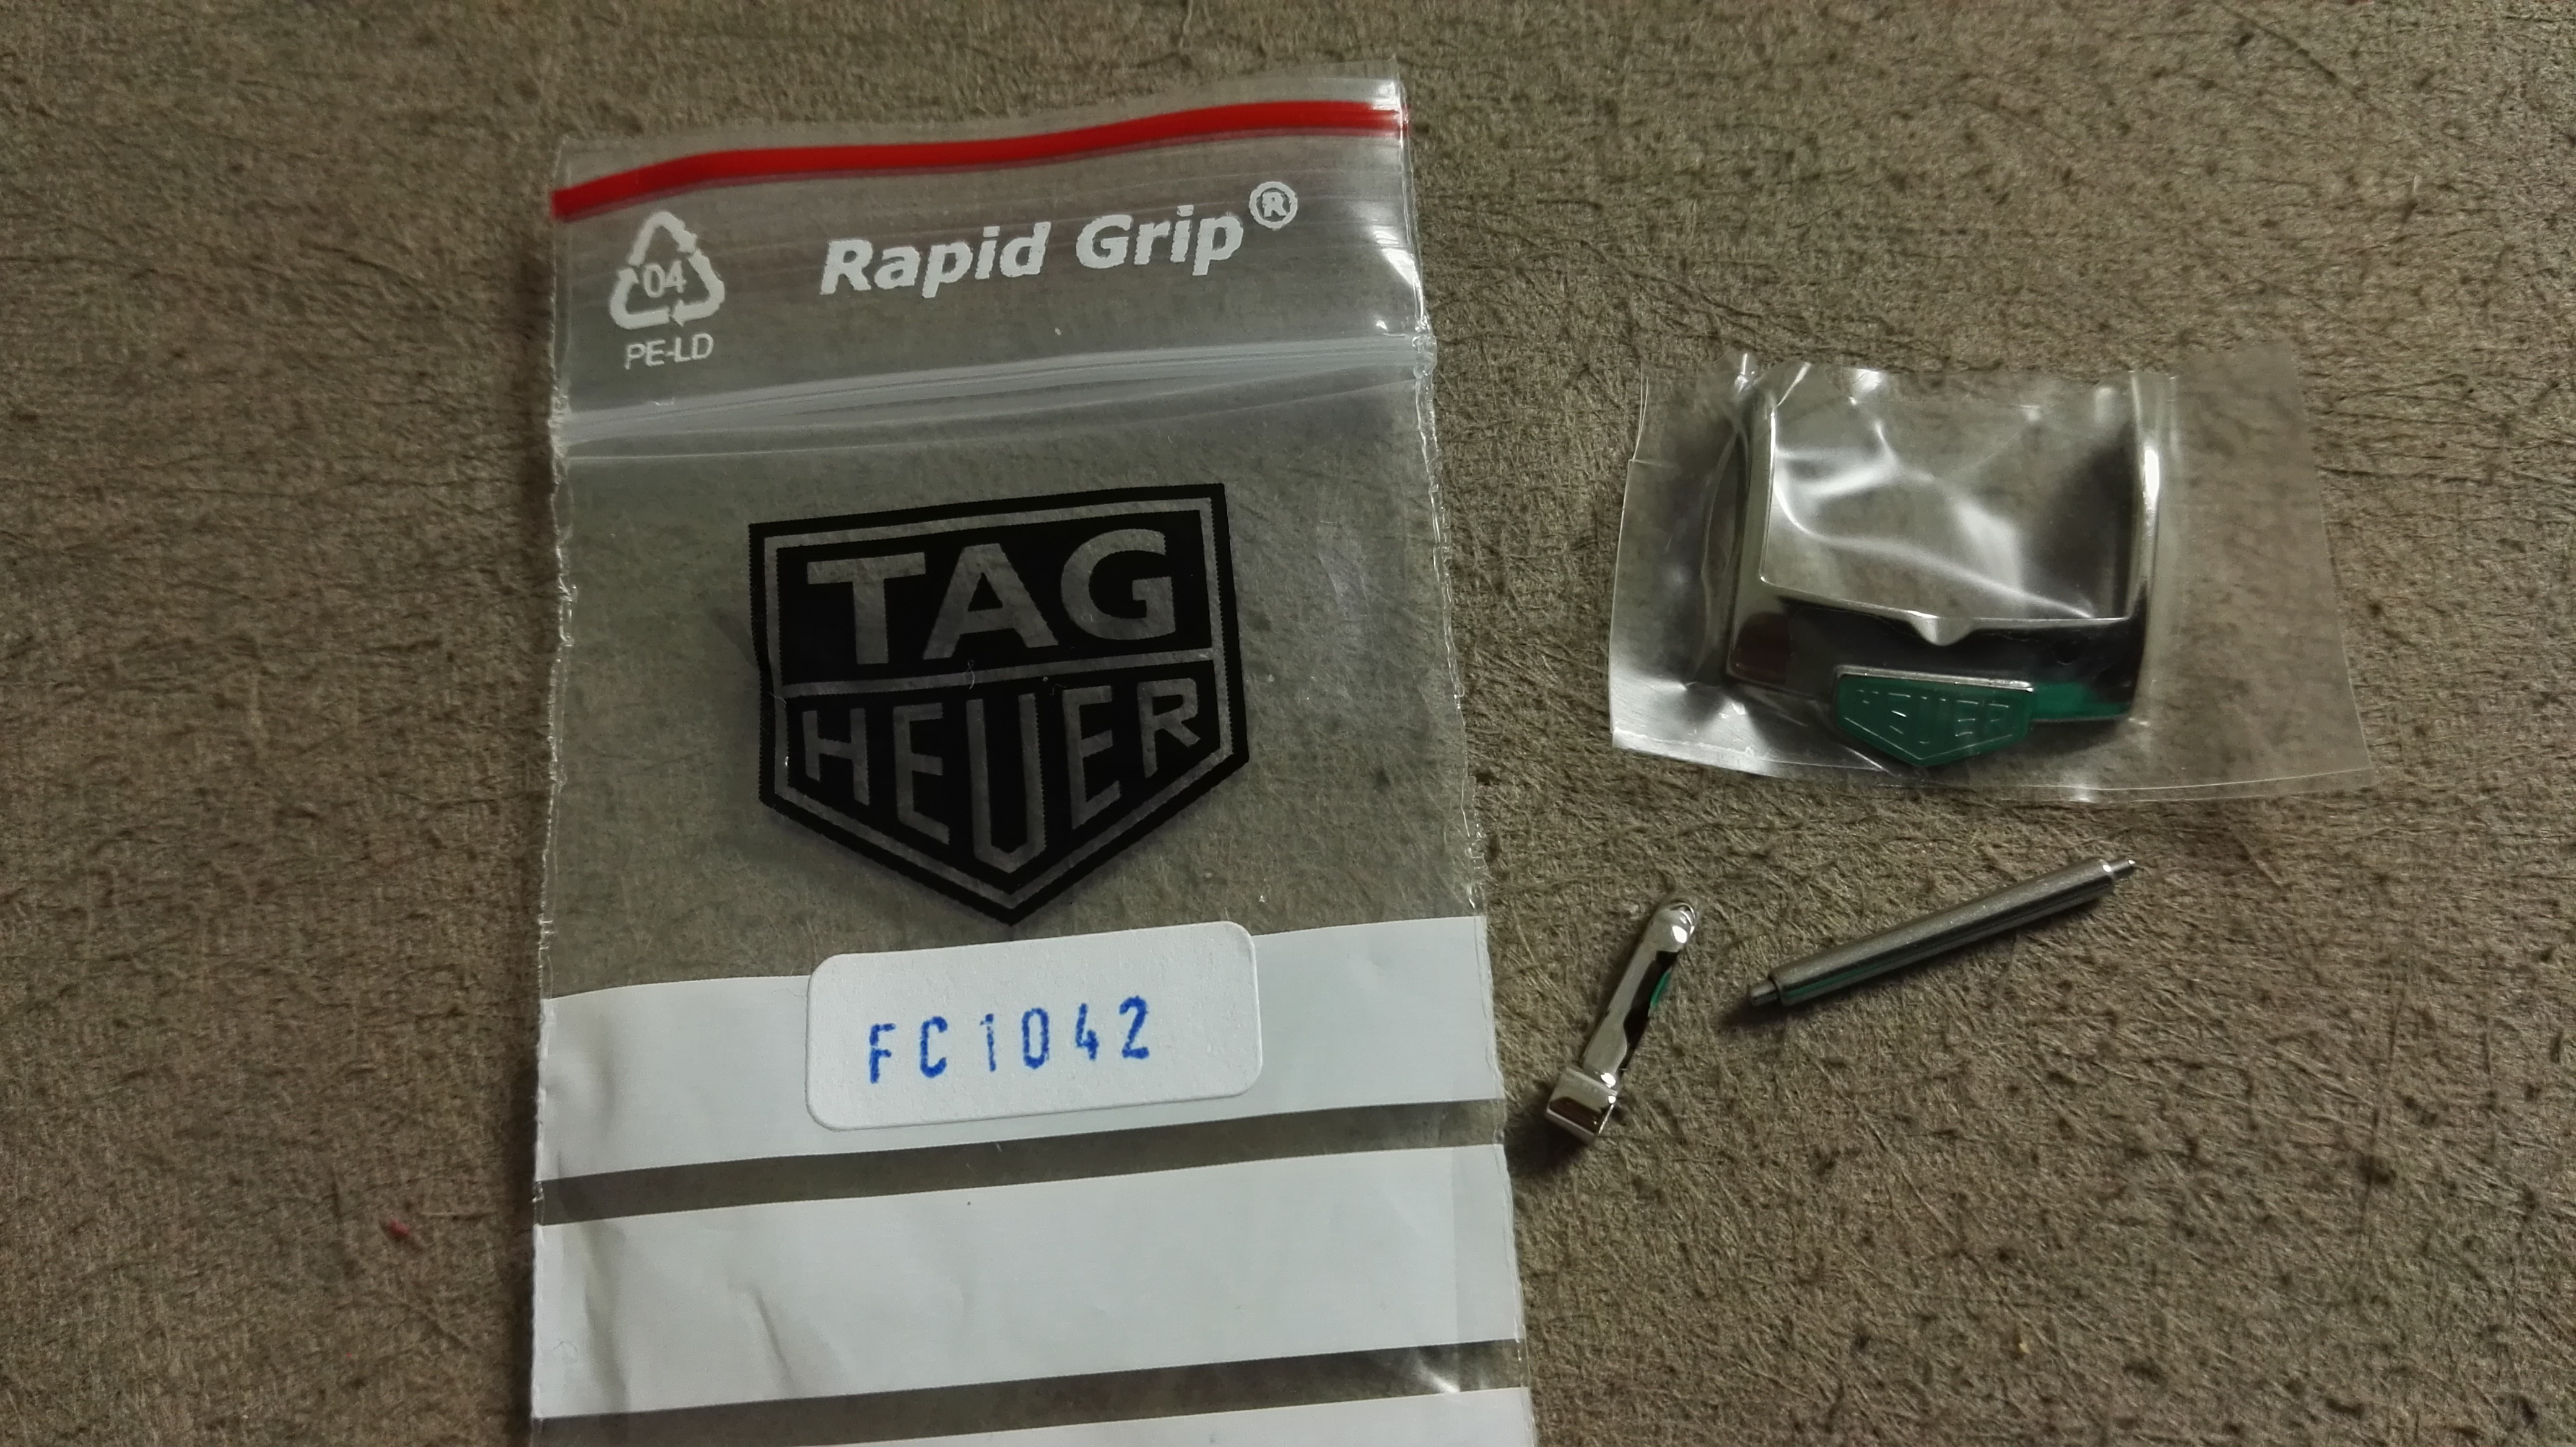 Rapid Grip®
04
PE-LD
TAG
HEUER
FC1042
HEUER